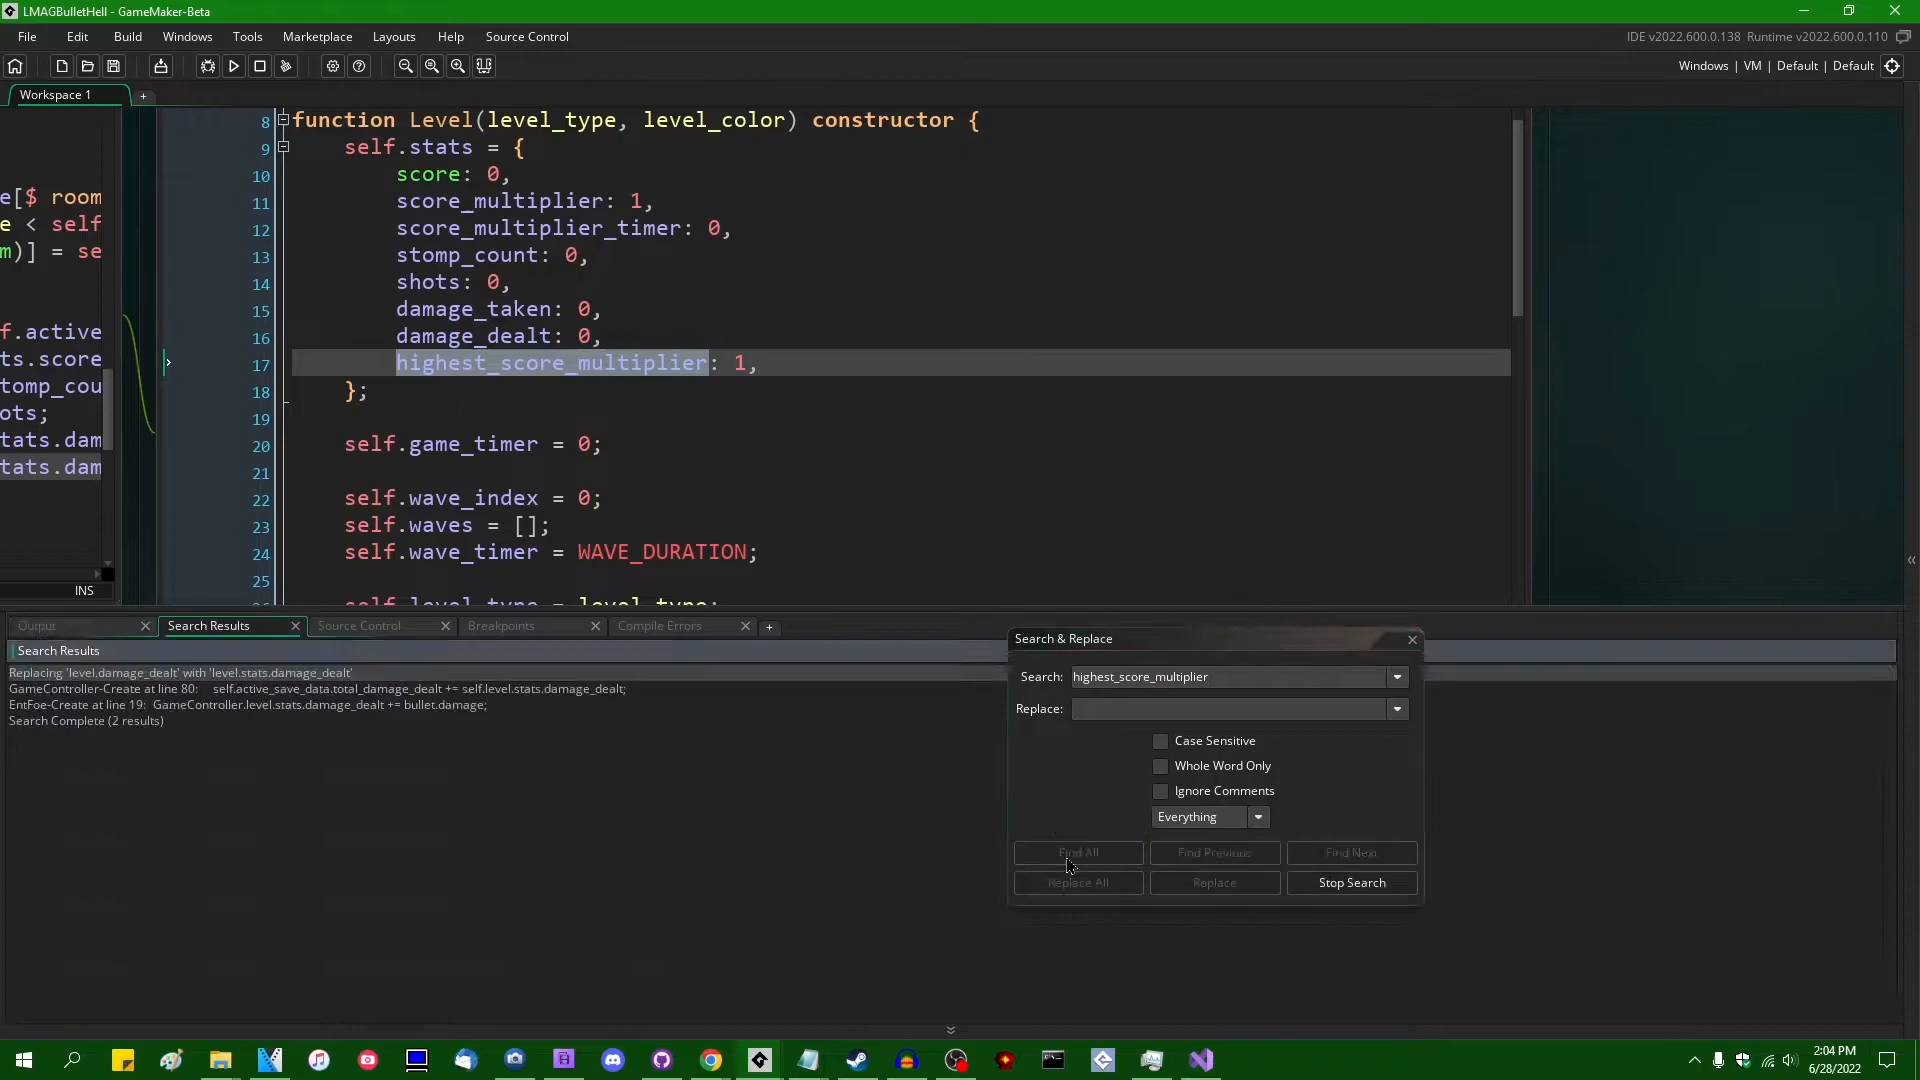 LMAGBulletHell - GameMaker-Beta
File Edit Build Windows Tools Marketplace Layouts Help Source Control
IDE v2022.600.0.138 Runtime v2022.600.0.110
Windows | VM | Default | Default
Workspace 1 +
e[$ room
e < self
m)] = se
f.active
ts.score
tomp_cou
ots;
tats.dam
tats.dam
INS
8 function Level(level_type, level_color) constructor {
9 self.stats = {
10 score: 0,
11 score_multiplier: 1,
12 score_multiplier_timer: 0,
13 stomp_count: 0,
14 shots: 0,
15 damage_taken: 0,
16 damage_dealt: 0,
17 highest_score_multiplier: 1,
18 };
19
20 self.game_timer = 0;
21
22 self.wave_index = 0;
23 self.waves = [];
24 self.wave_timer = WAVE_DURATION;
25
26 self.level_type = level_type;
Output Search Results Source Control Breakpoints Compile Errors +
Search Results
Replacing 'level.damage_dealt' with 'level.stats.damage_dealt'
GameController-Create at line 80: self.active_save_data.total_damage_dealt += self.level.stats.damage_dealt;
EntFoe-Create at line 19: GameController.level.stats.damage_dealt += bullet.damage;
Search Complete (2 results)
Search & Replace
Search: highest_score_multiplier
Replace:
Case Sensitive
Whole Word Only
Ignore Comments
Everything
Find All Find Previous Find Next
Replace All Replace Stop Search
2:04 PM
6/28/2022